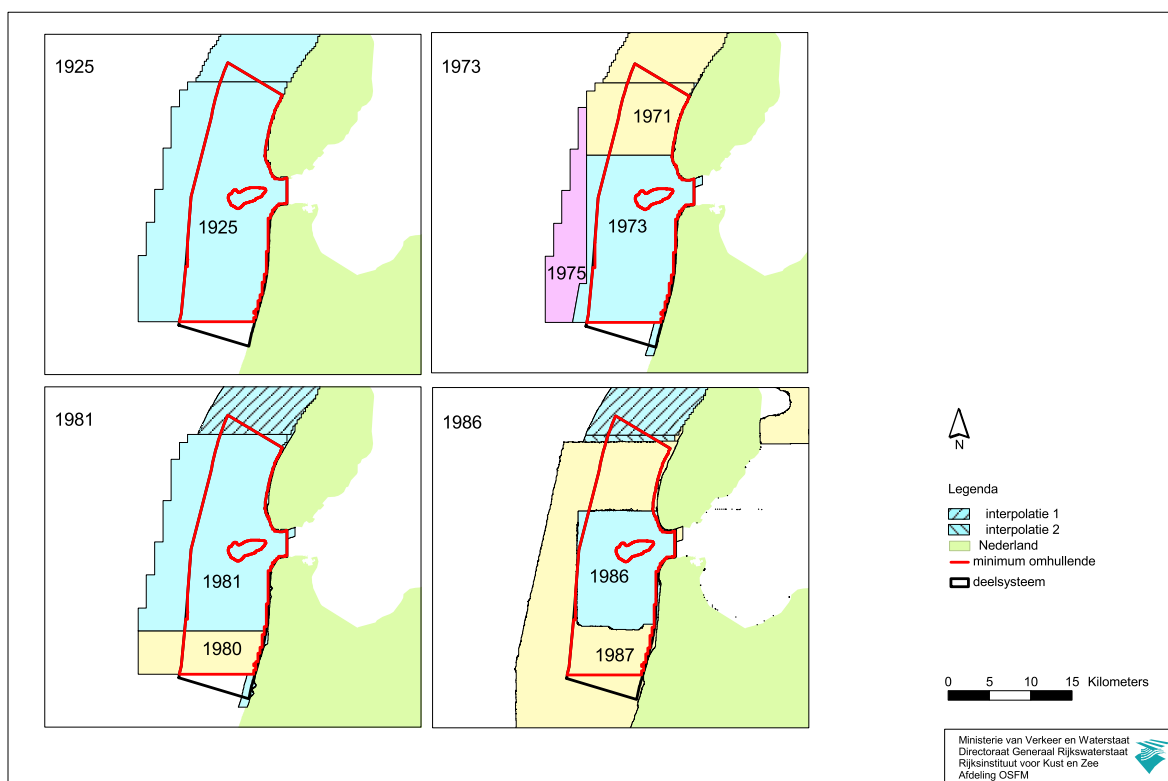 1925
1925
1973
1971
1973
1975
1981
1981
1980
1986
1986
1987
N
Legenda
interpolatie 1
interpolatie 2
Nederland
minimum omhullende
deelsysteem
0 5 10 15 Kilometers
Ministerie van Verkeer en Waterstaat
Directoraat Generaal Rijkswaterstaat
Rijksinstituut voor Kust en Zee
Afdeling OSFM